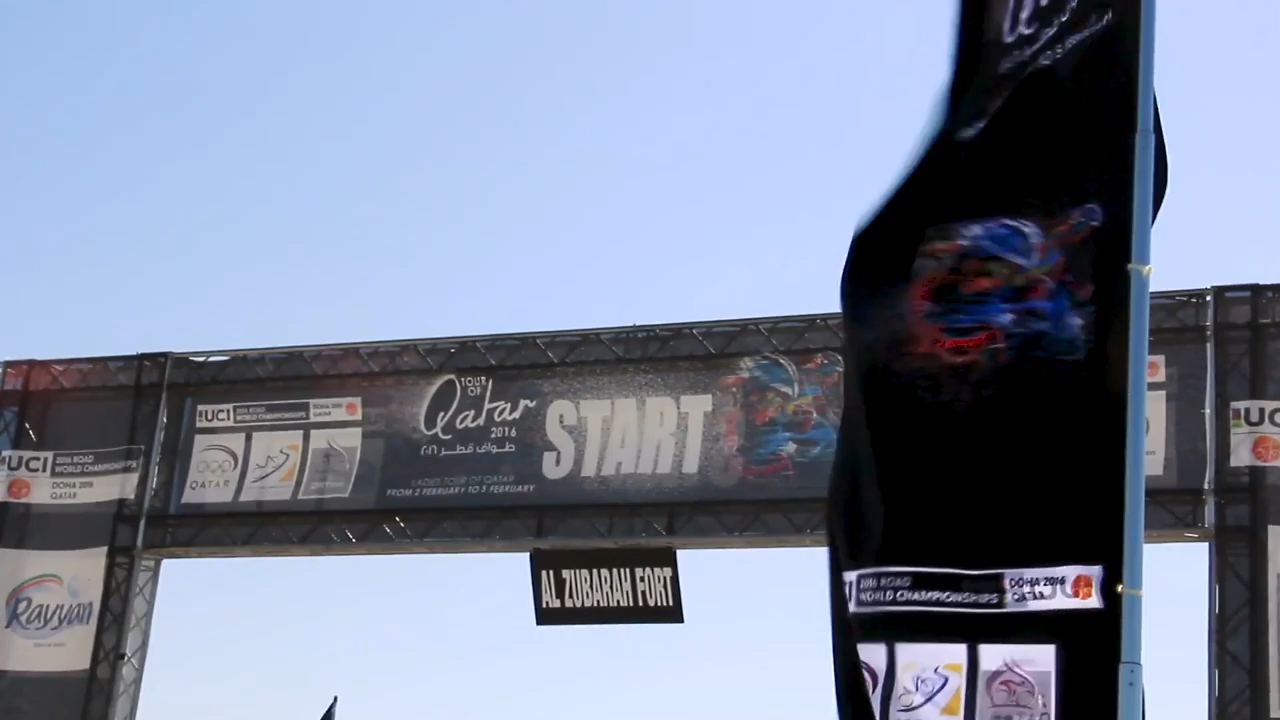 UCI 2016 ROAD
WORLD CHAMPIONSHIPS
DOHA 2016
QATAR
QATAR
TOUR
OF
Qatar
2016
طواف قطر ٢٠١٦
START
LADIES TOUR OF QATAR
FROM 2 FEBRUARY TO 5 FEBRUARY
AL ZUBARAH FORT
UCI 2016 ROAD
WORLD CHAMPIONSHIPS
DOHA 2016
QATAR
Rayyan
2016 ROAD
WORLD CHAMPIONSHIPS
DOHA 2016
QATAR
UC